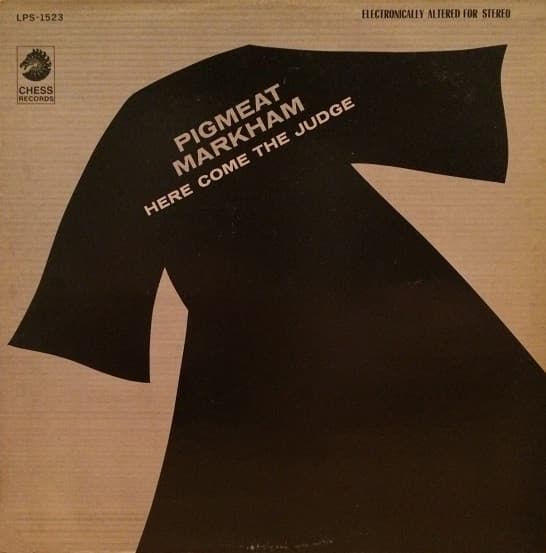 LPS-1523
ELECTRONICALLY ALTERED FOR STEREO
CHESS
RECORDS
PIGMEAT
MARKHAM
HERE COME THE JUDGE